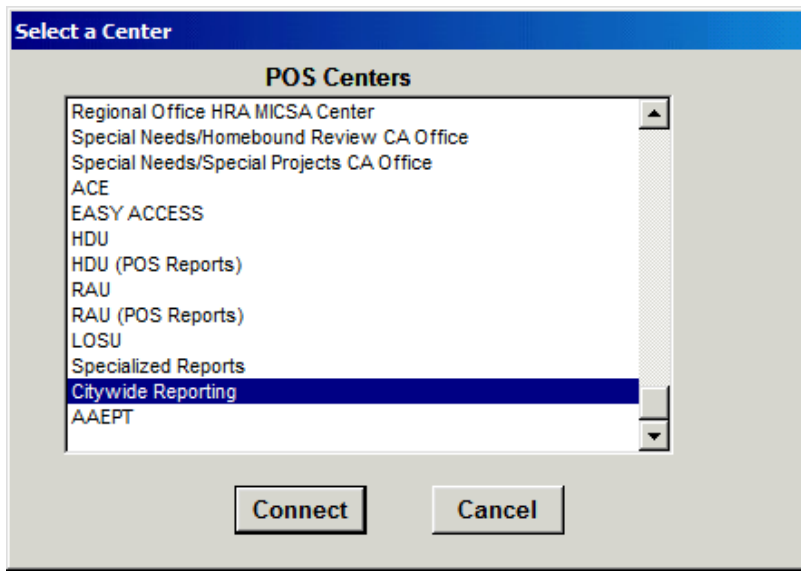 Select a Center
POS Centers
Regional Office HRA MICSA Center
Special Needs/Homebound Review CA Office
Special Needs/Special Projects CA Office
ACE
EASY ACCESS
HDU
HDU (POS Reports)
RAU
RAU (POS Reports)
LOSU
Specialized Reports
Citywide Reporting
AAEPT
Connect Cancel